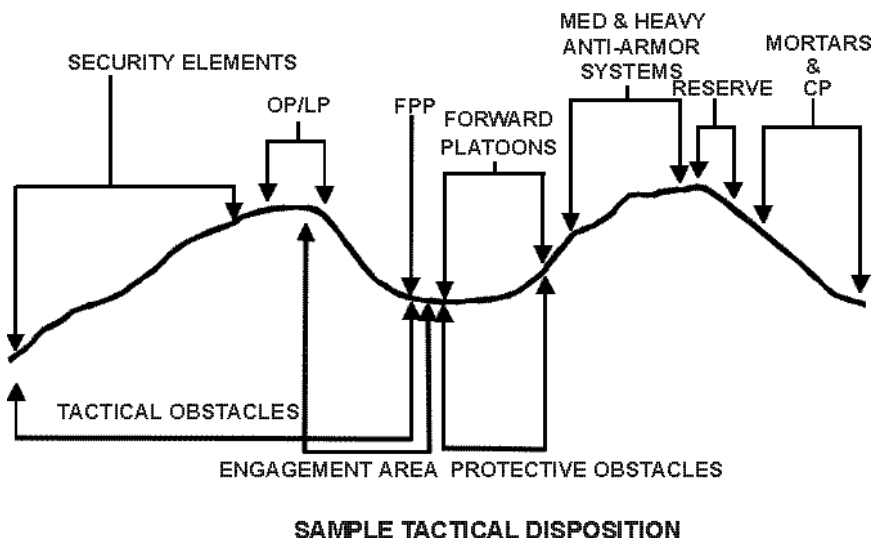 MED & HEAVY
ANTI-ARMOR
SYSTEMS
MORTARS
&
CP
SECURITY ELEMENTS
RESERVE
OP/LP
FPP
FORWARD
PLATOONS
TACTICAL OBSTACLES
ENGAGEMENT AREA
PROTECTIVE OBSTACLES
SAMPLE TACTICAL DISPOSITION